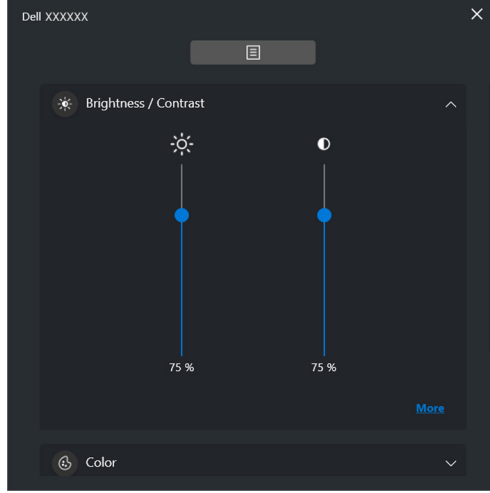 Dell XXXXXX
Brightness / Contrast
75 %
75 %
More
Color